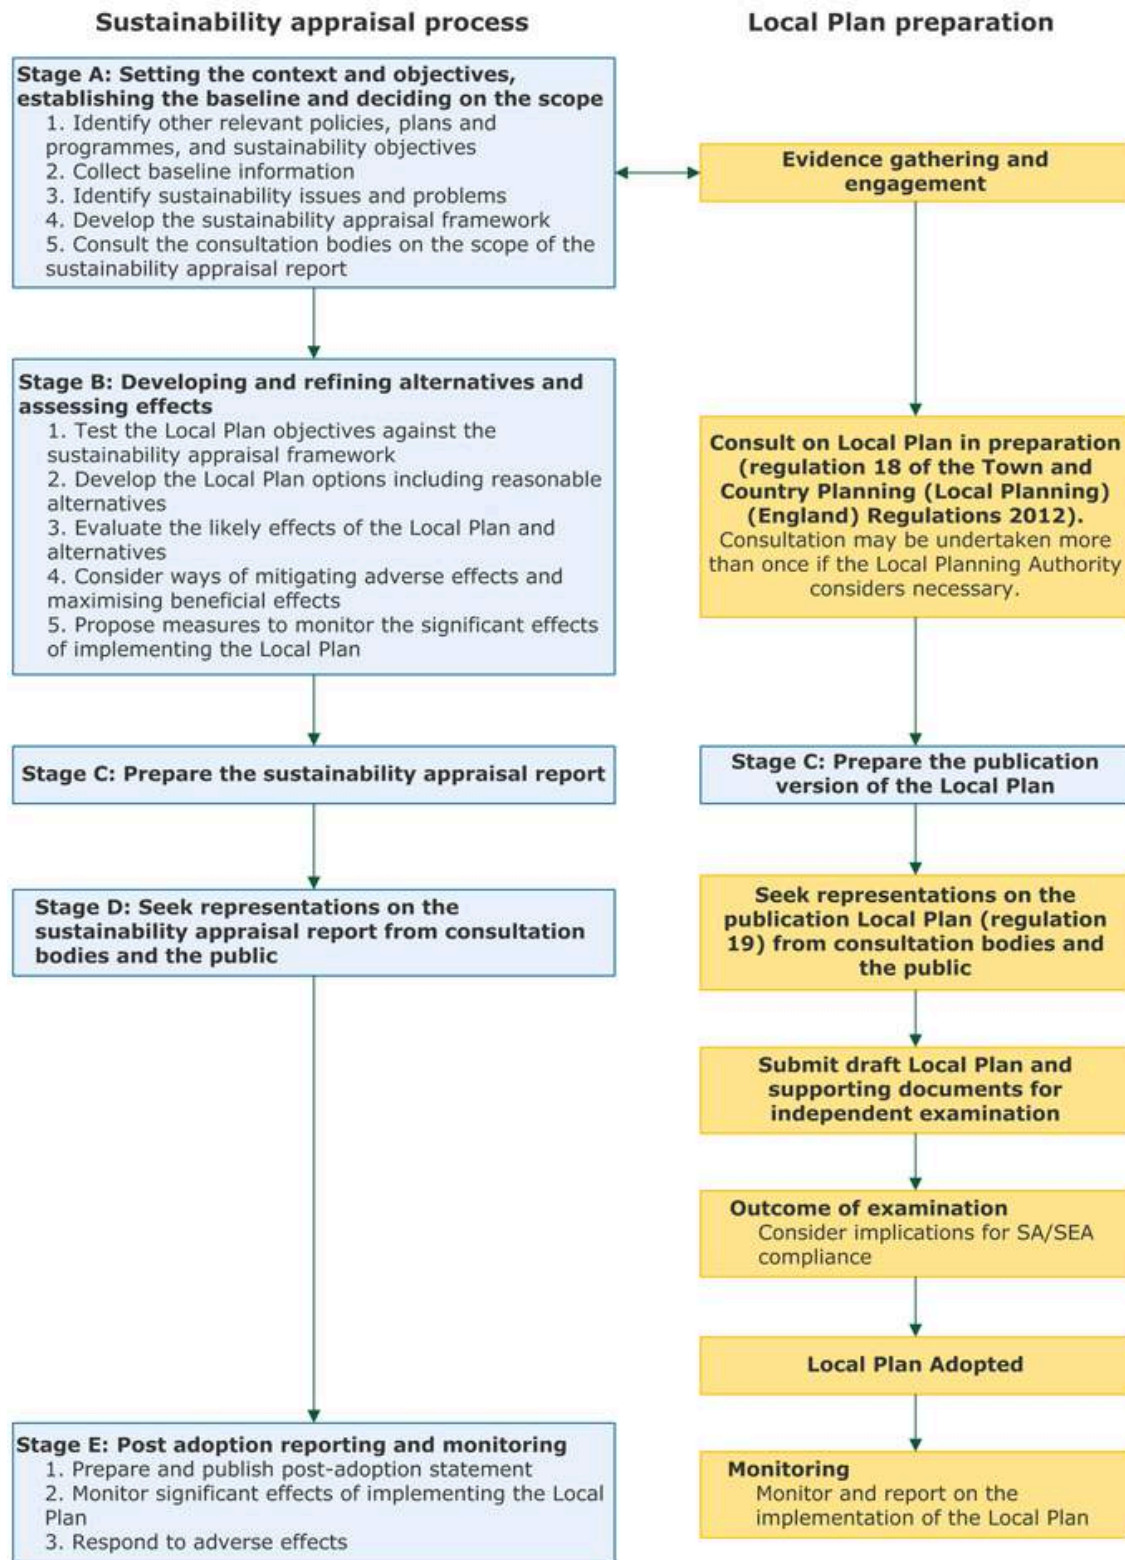 Sustainability appraisal process
Local Plan preparation
Stage A: Setting the context and objectives,
establishing the baseline and deciding on the scope
1. Identify other relevant policies, plans and
programmes, and sustainability objectives
2. Collect baseline information
3. Identify sustainability issues and problems
4. Develop the sustainability appraisal framework
5. Consult the consultation bodies on the scope of the
sustainability appraisal report
Evidence gathering and
engagement
Stage B: Developing and refining alternatives and
assessing effects
1. Test the Local Plan objectives against the
sustainability appraisal framework
2. Develop the Local Plan options including reasonable
alternatives
3. Evaluate the likely effects of the Local Plan and
alternatives
4. Consider ways of mitigating adverse effects and
maximising beneficial effects
5. Propose measures to monitor the significant effects
of implementing the Local Plan
Consult on Local Plan in preparation
(regulation 18 of the Town and
Country Planning (Local Planning)
(England) Regulations 2012).
Consultation may be undertaken more
than once if the Local Planning Authority
considers necessary.
Stage C: Prepare the sustainability appraisal report
Stage C: Prepare the publication
version of the Local Plan
Stage D: Seek representations on the
sustainability appraisal report from consultation
bodies and the public
Seek representations on the
publication Local Plan (regulation
19) from consultation bodies and
the public
Submit draft Local Plan and
supporting documents for
independent examination
Outcome of examination
Consider implications for SA/SEA
compliance
Local Plan Adopted
Stage E: Post adoption reporting and monitoring
1. Prepare and publish post-adoption statement
2. Monitor significant effects of implementing the Local
Plan
3. Respond to adverse effects
Monitoring
Monitor and report on the
implementation of the Local Plan